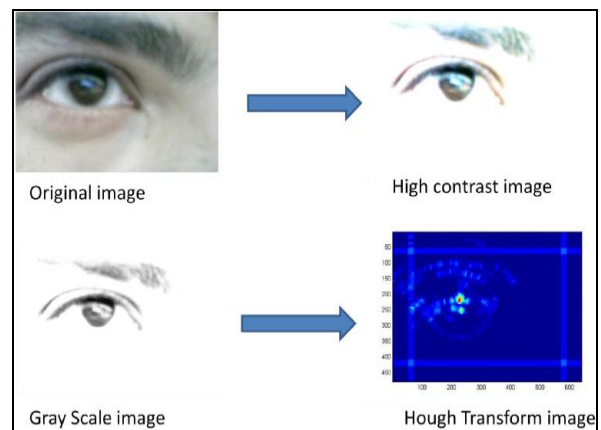 Original image
High contrast image
50
100
150
200
250
300
350
400
450
100 200 300 400 500 600
Gray Scale image
Hough Transform image